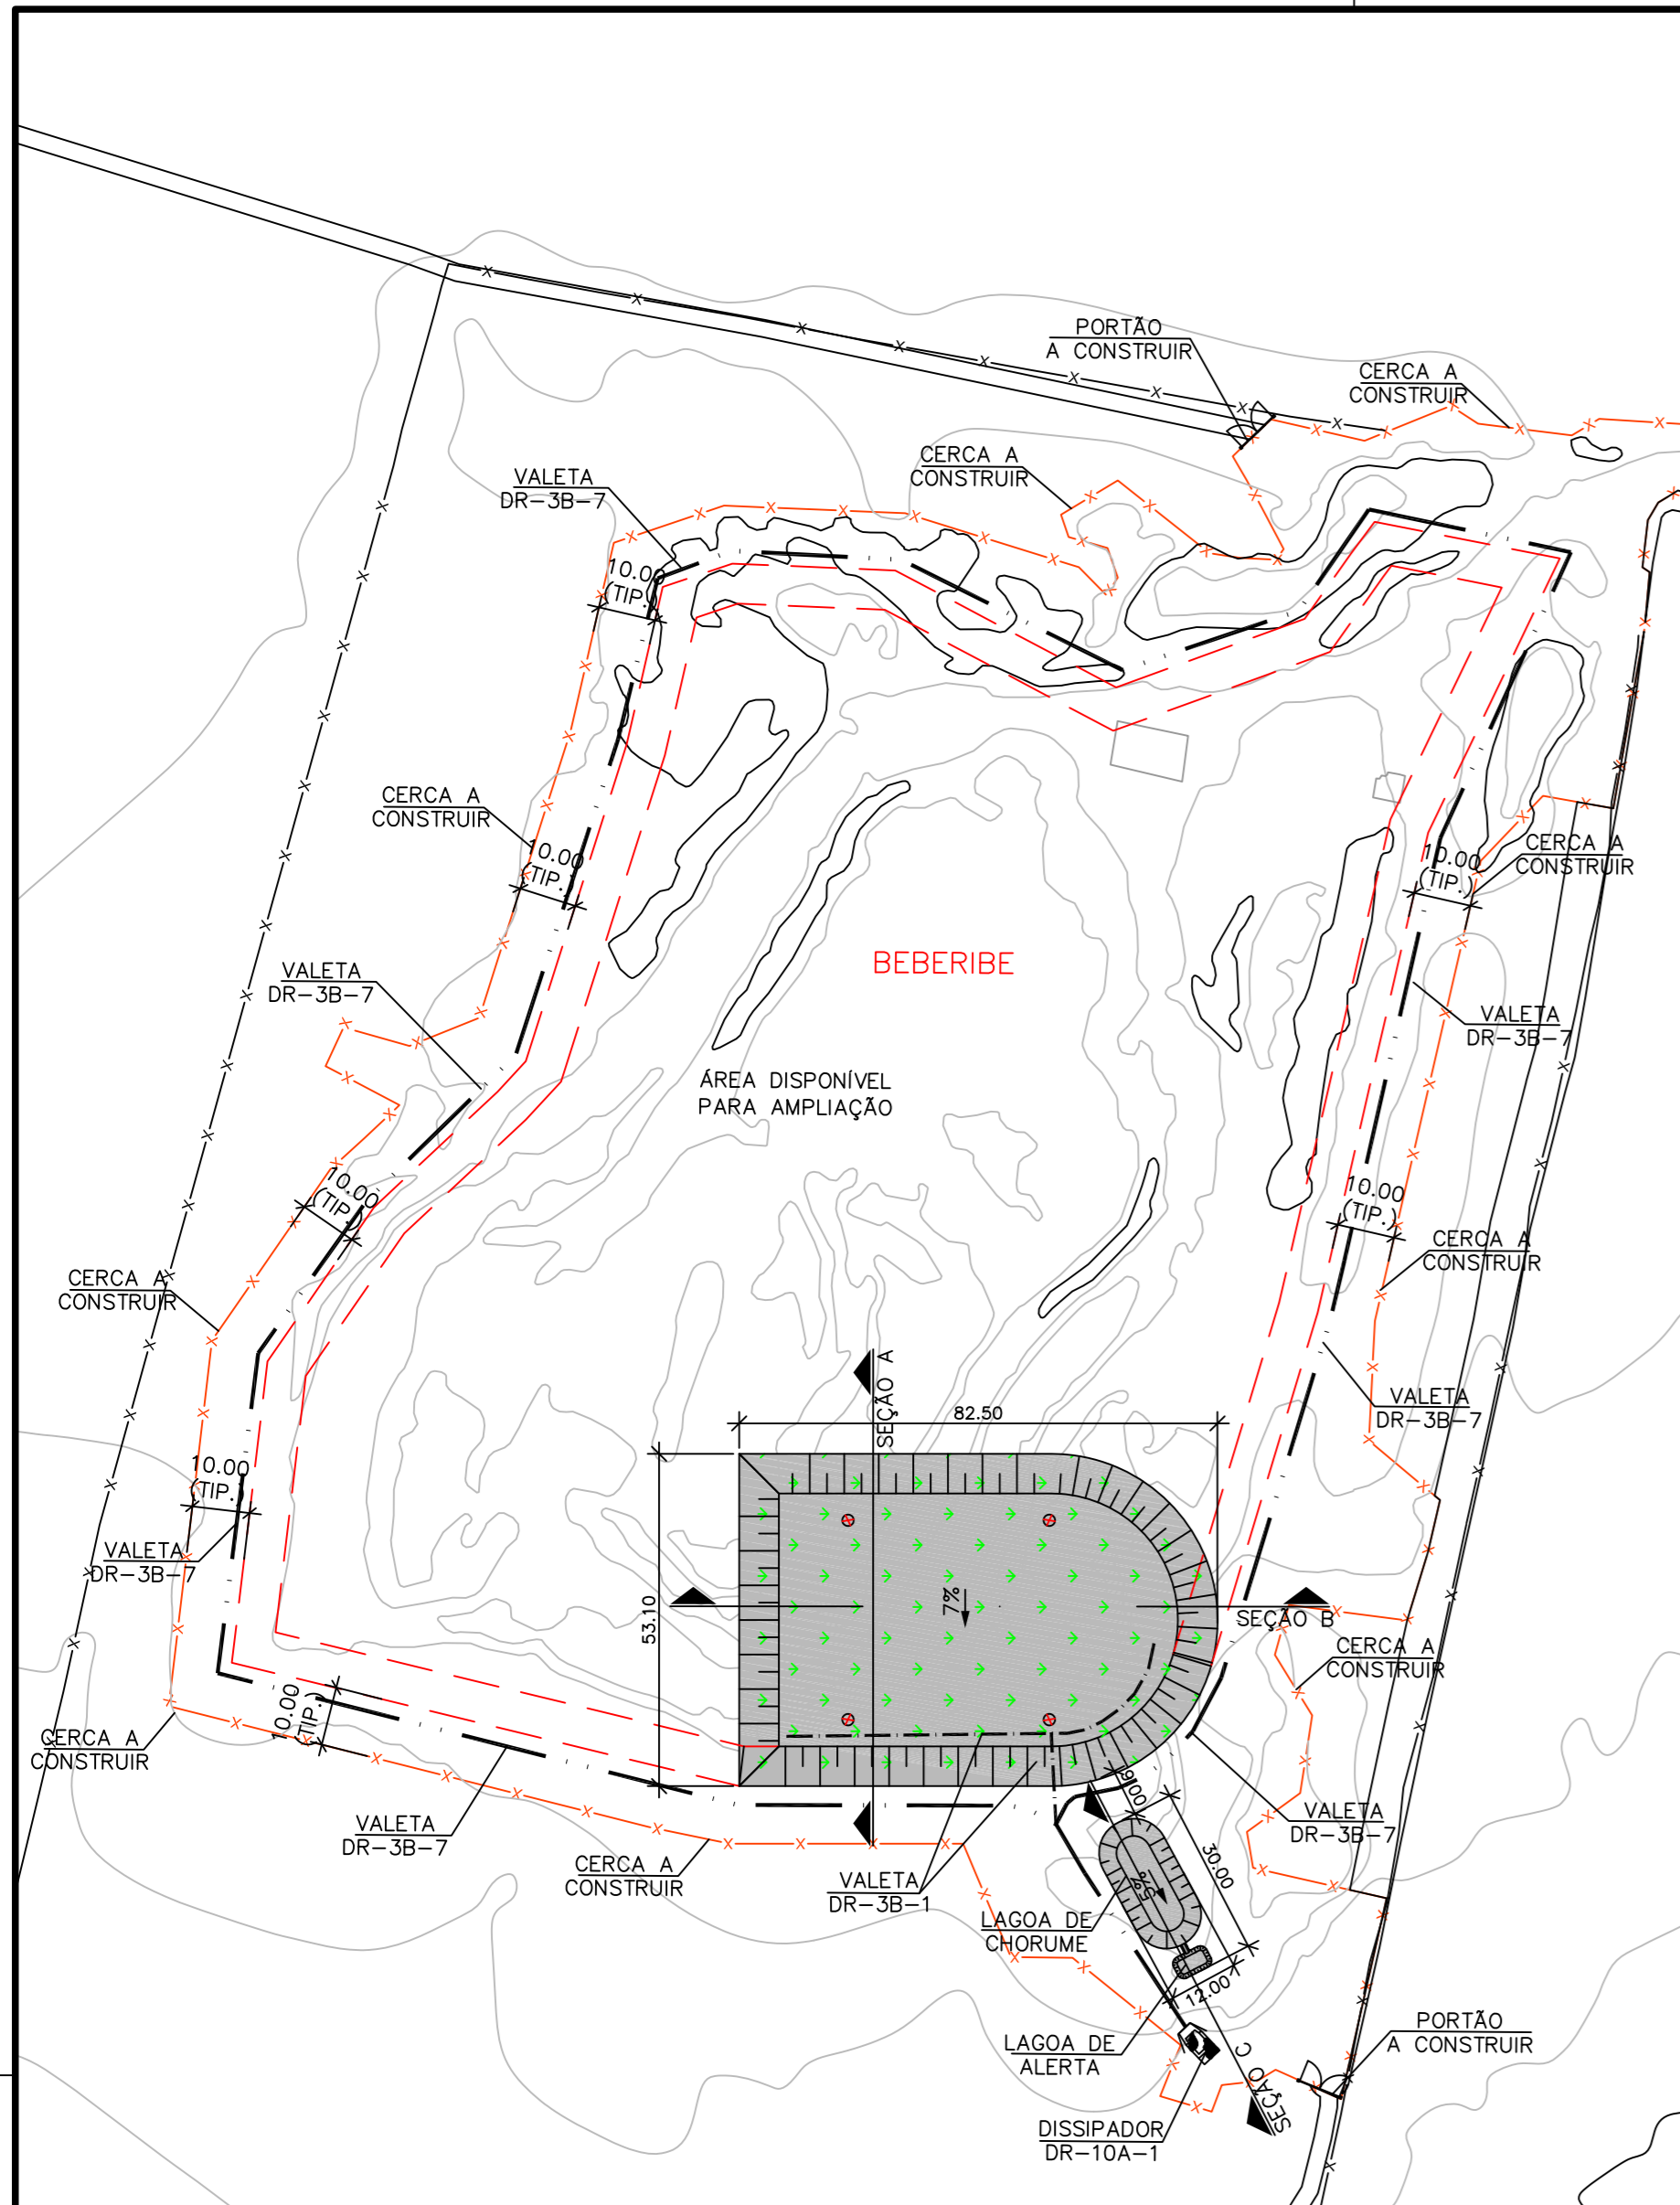 PORTÃO
A CONSTRUIR
CERCA A
CONSTRUIR
CERCA A
CONSTRUIR
VALETA
DR-3B-7
10.00
(TIP.)
CERCA A
CONSTRUIR
10.00
(TIP.)
10.00
(TIP.)
CERCA A
CONSTRUIR
BEBERIBE
VALETA
DR-3B-7
VALETA
DR-3B-7
ÁREA DISPONÍVEL
PARA AMPLIAÇÃO
10.00
(TIP.)
10.00
(TIP.)
CERCA A
CONSTRUIR
CERCA A
CONSTRUIR
SEÇÃO A
82.50
VALETA
DR-3B-7
10.00
(TIP.)
VALETA
DR-3B-7
53.10
7%
SEÇÃO B
CERCA A
CONSTRUIR
10.00
(TIP.)
CERCA A
CONSTRUIR
VALETA
DR-3B-7
CERCA A
CONSTRUIR
VALETA
DR-3B-1
6.00
30.00
5%
VALETA
DR-3B-7
LAGOA DE
CHORUME
12.00
LAGOA DE
ALERTA
SEÇÃO C
PORTÃO
A CONSTRUIR
DISSIPADOR
DR-10A-1